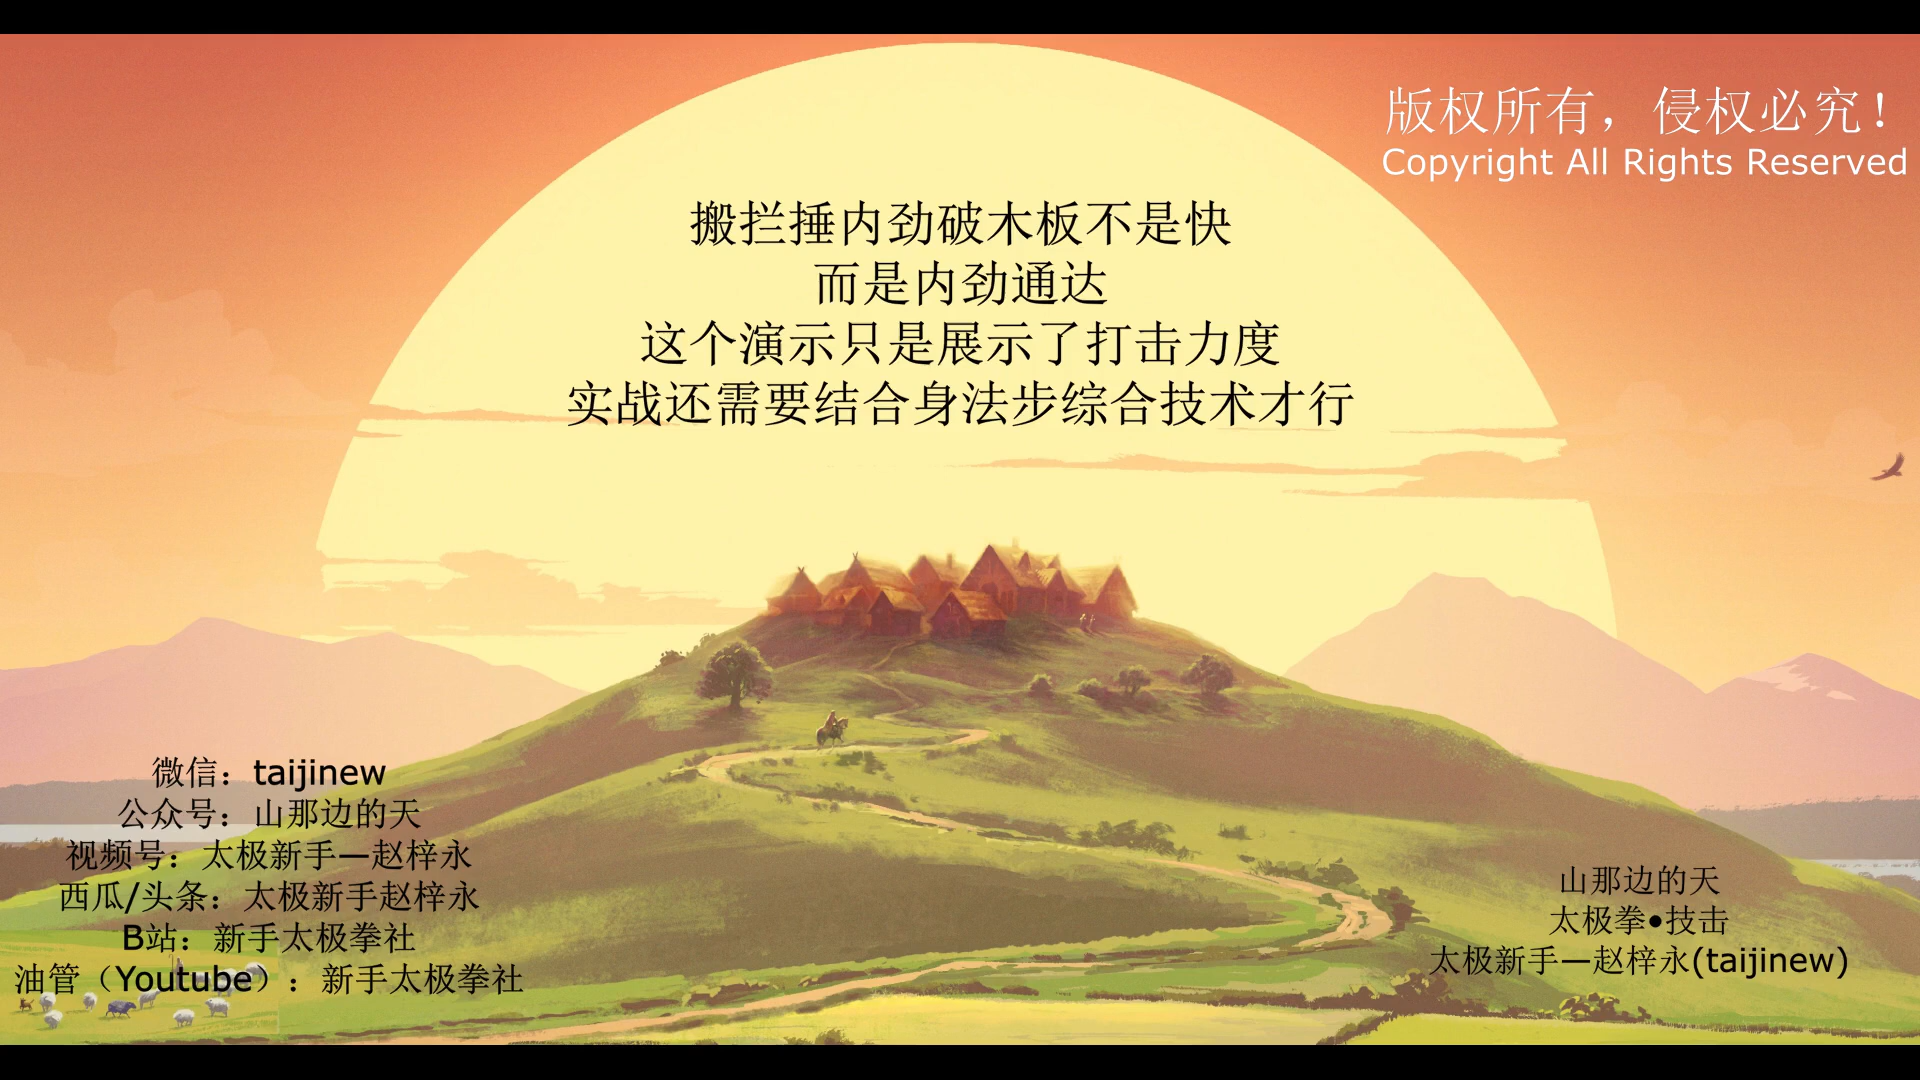 版权所有，侵权必究！
Copyright All Rights Reserved
搬拦捶内劲破木板不是快
而是内劲通达
这个演示只是展示了打击力度
实战还需要结合身法步综合技术才行
微信：taijinew
公众号：山那边的天
视频号：太极新手—赵梓永
西瓜/头条：太极新手赵梓永
B站：新手太极拳社
油管（Youtube）：新手太极拳社
山那边的天
太极拳•技击
太极新手—赵梓永(taijinew)